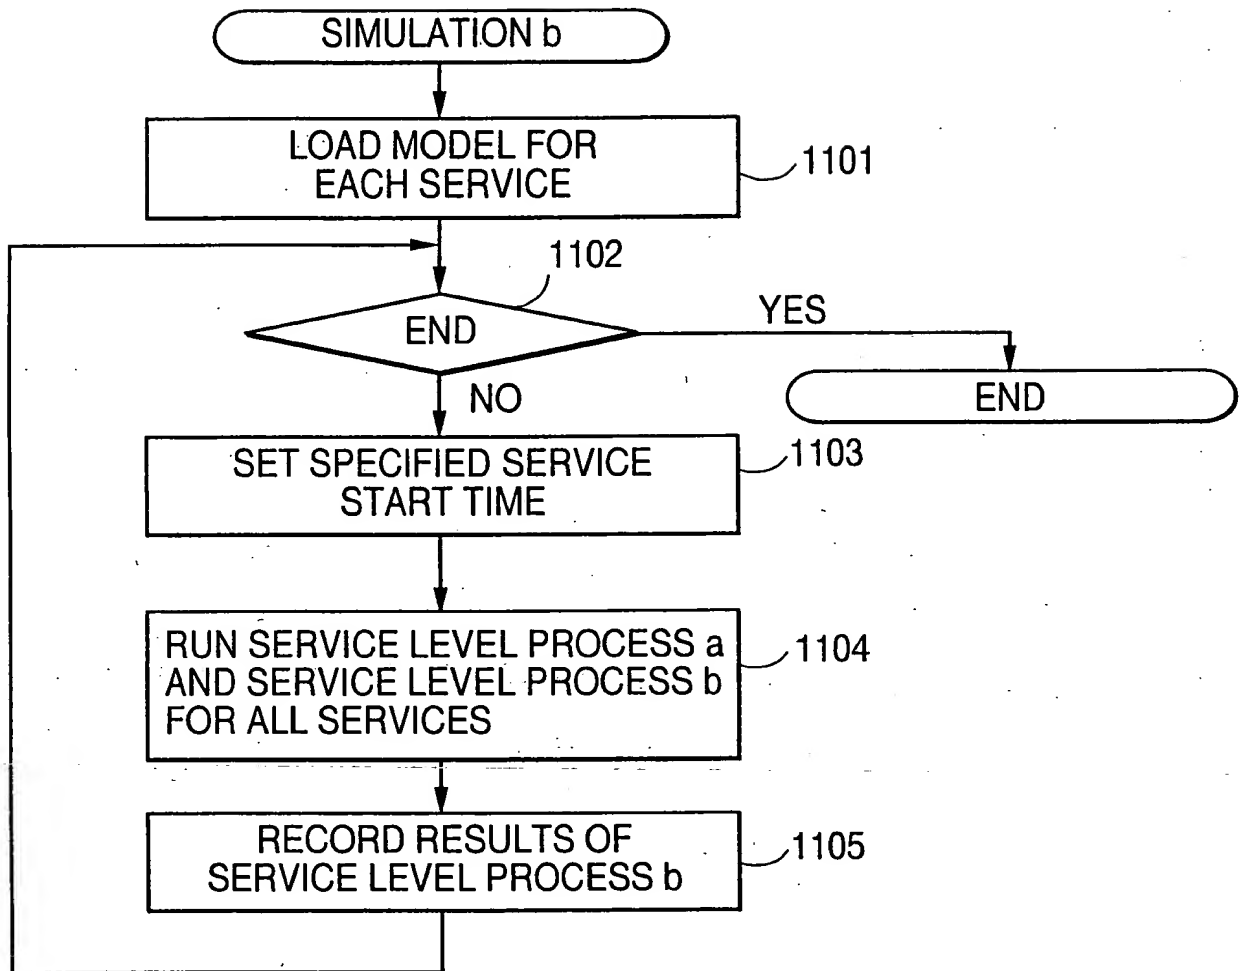 SIMULATION b
LOAD MODEL FOR
EACH SERVICE
1101
1102
END
YES
END
NO
SET SPECIFIED SERVICE
START TIME
1103
RUN SERVICE LEVEL PROCESS a
AND SERVICE LEVEL PROCESS b
FOR ALL SERVICES
1104
RECORD RESULTS OF
SERVICE LEVEL PROCESS b
1105